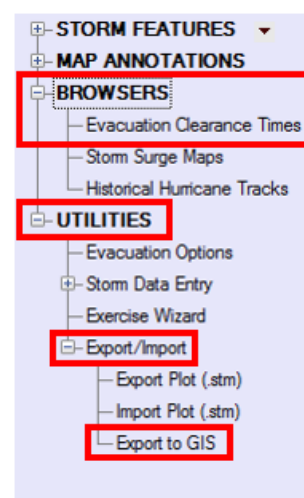 STORM FEATURES
MAP ANNOTATIONS
BROWSERS
Evacuation Clearance Times
Storm Surge Maps
Historical Hurricane Tracks
UTILITIES
Evacuation Options
Storm Data Entry
Exercise Wizard
Export/Import
Export Plot (.stm)
Import Plot (.stm)
Export to GIS